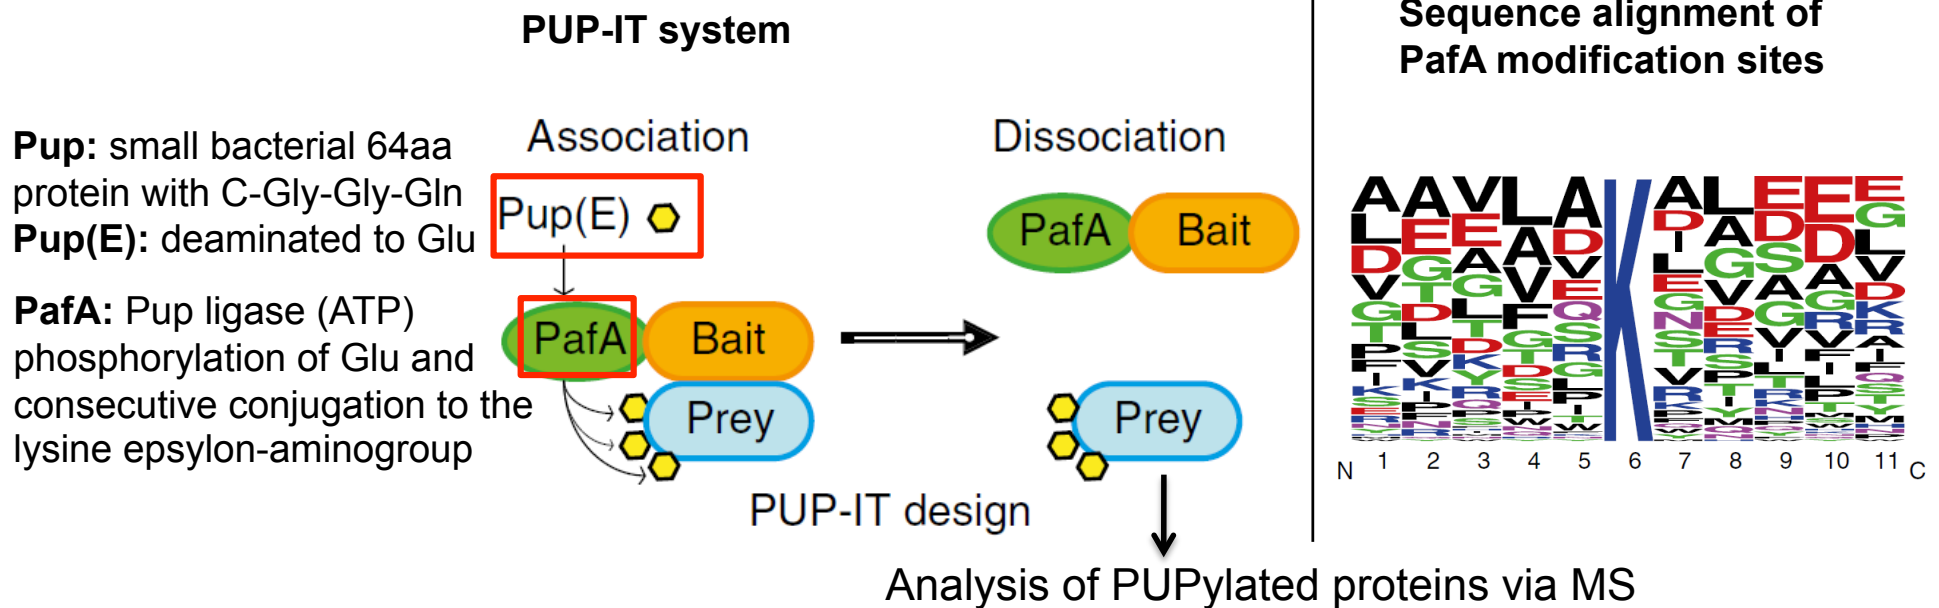 PUP-IT system
Sequence alignment of
PafA modification sites
Pup: small bacterial 64aa
protein with C-Gly-Gly-Gln
Pup(E): deaminated to Glu
PafA: Pup ligase (ATP)
phosphorylation of Glu and
consecutive conjugation to the
lysine epsylon-aminogroup
Association
Dissociation
Pup(E)
PafA Bait
Prey
PafA Bait
Prey
PUP-IT design
Analysis of PUPylated proteins via MS
K
N 1 2 3 4 5 6 7 8 9 10 11 C